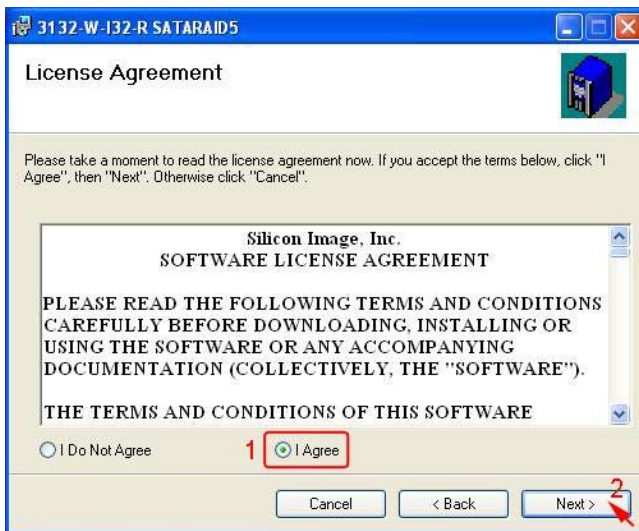 3132-W-I32-R SATARAID5
License Agreement
Please take a moment to read the license agreement now. If you accept the terms below, click "I
Agree", then "Next". Otherwise click "Cancel".
Silicon Image, Inc.
SOFTWARE LICENSE AGREEMENT
PLEASE READ THE FOLLOWING TERMS AND CONDITIONS
CAREFULLY BEFORE DOWNLOADING, INSTALLING OR
USING THE SOFTWARE OR ANY ACCOMPANYING
DOCUMENTATION (COLLECTIVELY, THE "SOFTWARE").
THE TERMS AND CONDITIONS OF THIS SOFTWARE
I Do Not Agree
1
I Agree
Cancel
< Back
Next >
2